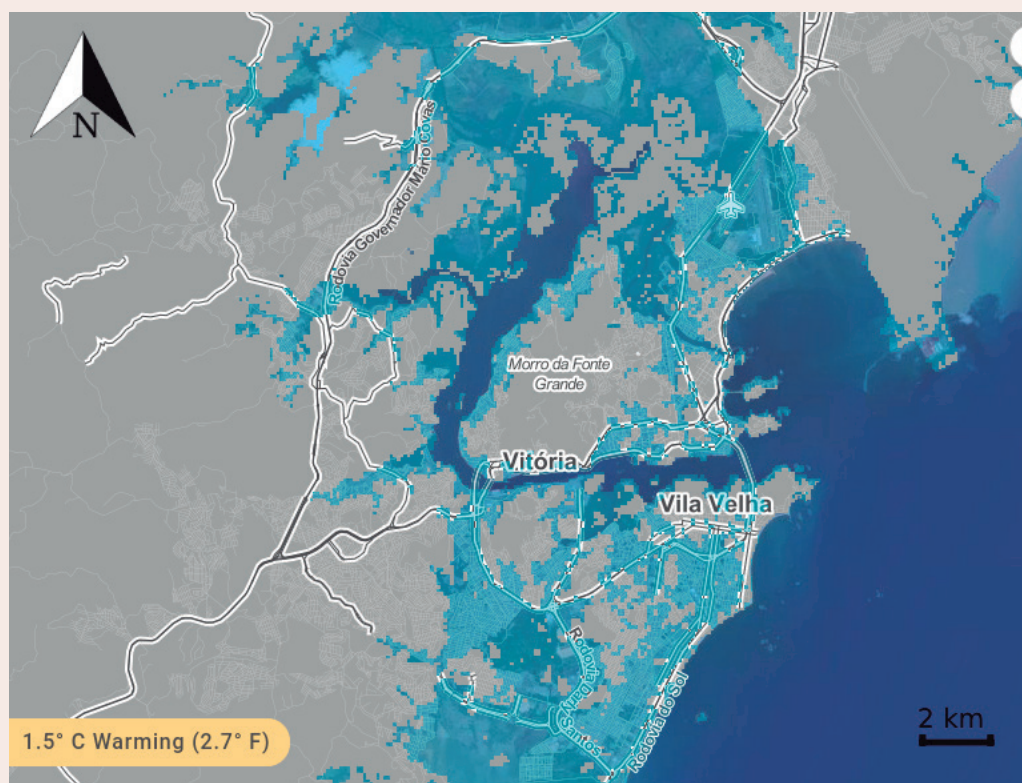 N
Rodovia Governador Mário Covas
Morro da Fonte
Grande
Vitória
Vila Velha
Rodovia Darly
Santos
Rodovia do Sol
1.5° C Warming (2.7° F)
2 km